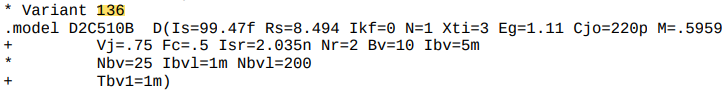 * Variant 136
.model D2C510B  D(Is=99.47f Rs=8.494 Ikf=0 N=1 Xti=3 Eg=1.11 Cjo=220p M=.5959
+        Vj=.75 Fc=.5 Isr=2.035n Nr=2 Bv=10 Ibv=5m
*        Nbv=25 Ibvl=1m Nbvl=200
+        Tbv1=1m)